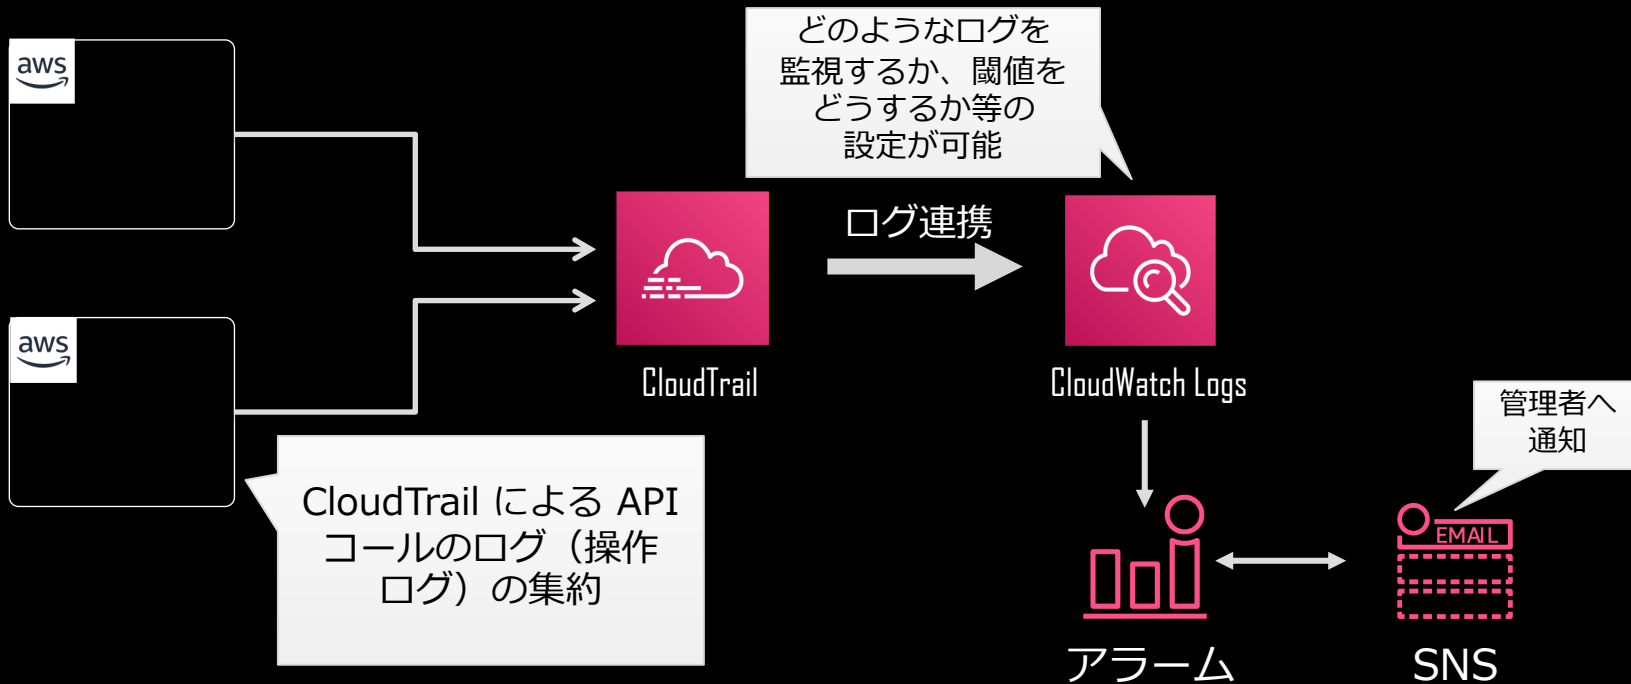 aws
どのようなログを
監視するか、閾値を
どうするか等の
設定が可能
ログ連携
CloudTrail
CloudWatch Logs
aws
CloudTrail による API
コールのログ（操作
ログ）の集約
管理者へ
通知
EMAIL
アラーム
SNS